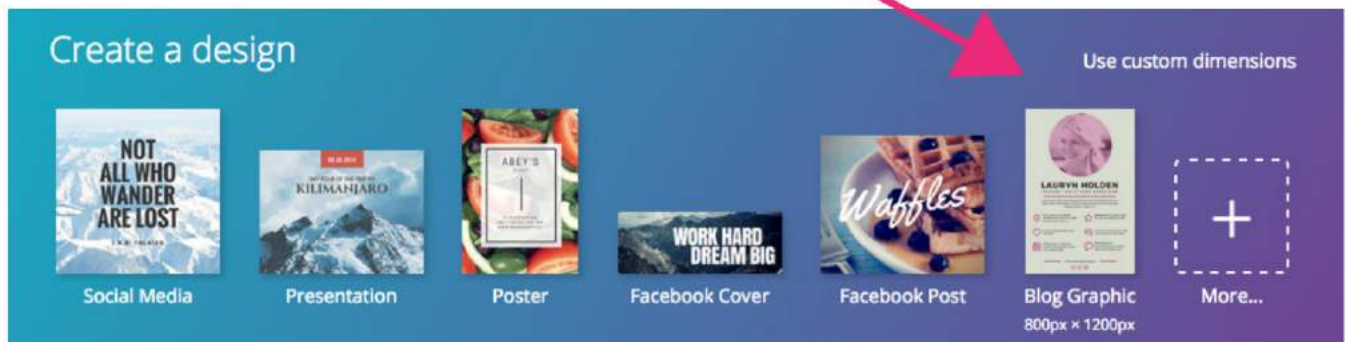 Create a design
Use custom dimensions
NOT
ALL WHO
WANDER
ARE LOST
KILIMANJARO
ABEY'S
WORK HARD
DREAM BIG
Waffles
LAURYN HOLDEN
Social Media
Presentation
Poster
Facebook Cover
Facebook Post
Blog Graphic
800px × 1200px
More...